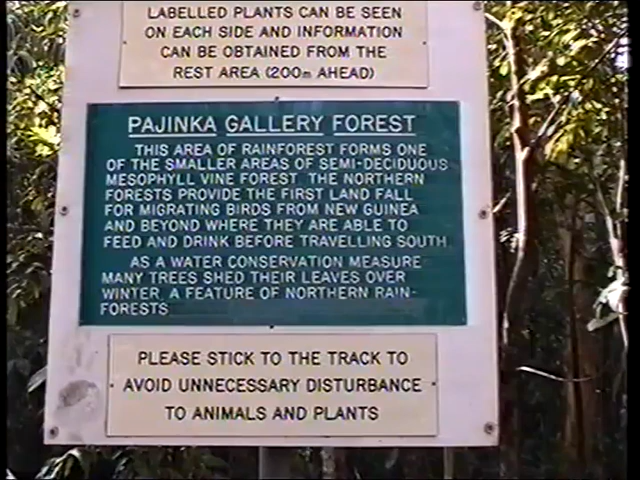 LABELLED PLANTS CAN BE SEEN
ON EACH SIDE AND INFORMATION
CAN BE OBTAINED FROM THE
REST AREA (200m AHEAD)
PAJINKA GALLERY FOREST
THIS AREA OF RAINFOREST FORMS ONE
OF THE SMALLER AREAS OF SEMI-DECIDUOUS
MESOPHYLL VINE FOREST THE NORTHERN
FORESTS PROVIDE THE FIRST LAND FALL
FOR MIGRATING BIRDS FROM NEW GUINEA
AND BEYOND WHERE THEY ARE ABLE TO
FEED AND DRINK BEFORE TRAVELLING SOUTH.
AS A WATER CONSERVATION MEASURE
MANY TREES SHED THEIR LEAVES OVER
WINTER, A FEATURE OF NORTHERN RAIN-
FORESTS
PLEASE STICK TO THE TRACK TO
AVOID UNNECESSARY DISTURBANCE
TO ANIMALS AND PLANTS